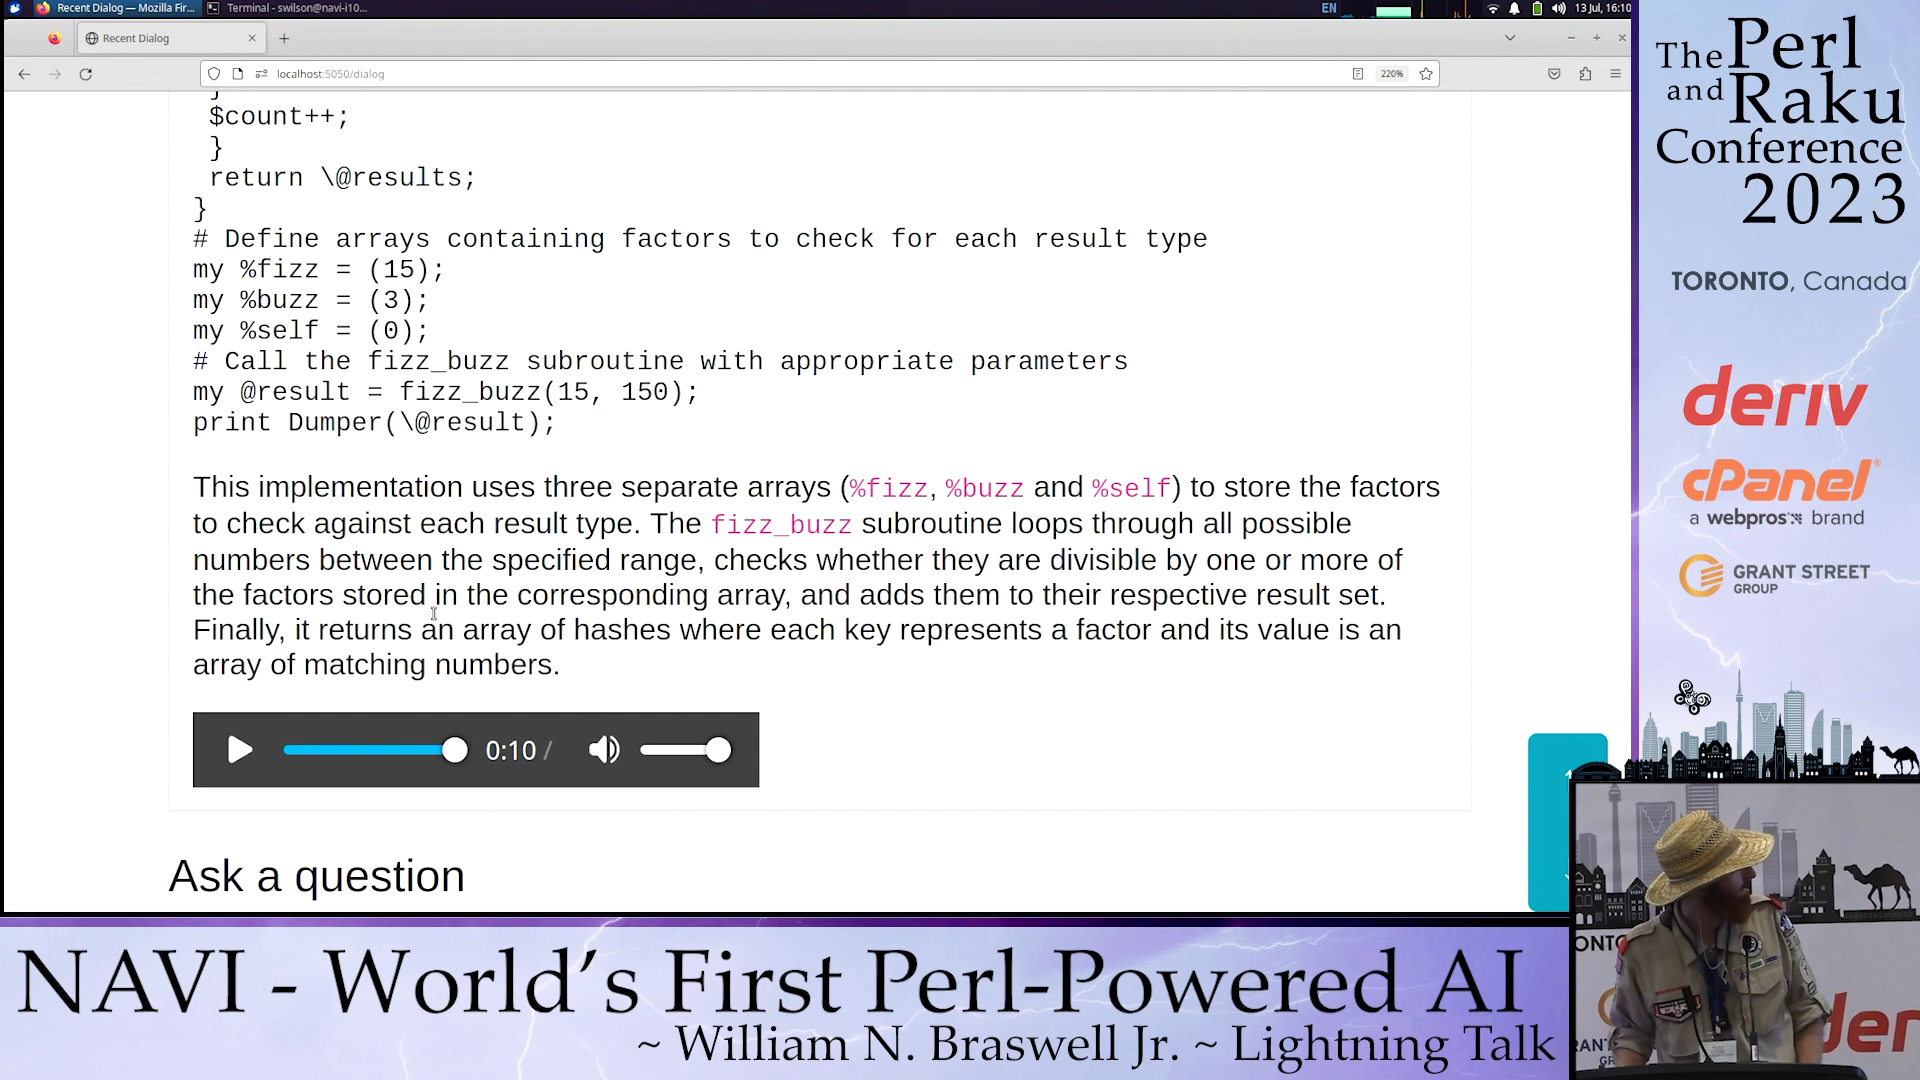 Recent Dialog — Mozilla Fir...
Terminal - swilson@navi-i10...
EN
13 Jul, 16:10
Recent Dialog
localhost:5050/dialog
220%
}
$count++;
}
return \@results;
}
# Define arrays containing factors to check for each result type
my %fizz = (15);
my %buzz = (3);
my %self = (0);
# Call the fizz_buzz subroutine with appropriate parameters
my @result = fizz_buzz(15, 150);
print Dumper(\@result);
This implementation uses three separate arrays (%fizz, %buzz and %self) to store the factors
to check against each result type. The fizz_buzz subroutine loops through all possible
numbers between the specified range, checks whether they are divisible by one or more of
the factors stored in the corresponding array, and adds them to their respective result set.
Finally, it returns an array of hashes where each key represents a factor and its value is an
array of matching numbers.
0:10 /
Ask a question
The Perl
and Raku
Conference
2023
TORONTO, Canada
deriv
cPanel®
a webpros brand
GRANT STREET
GROUP
ONTO
der
NAVI - World’s First Perl-Powered AI
~ William N. Braswell Jr. ~ Lightning Talk